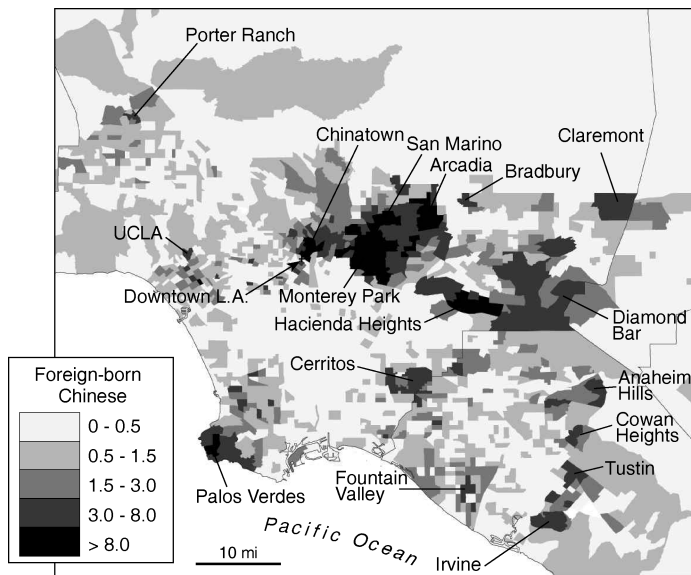 Porter Ranch
Chinatown
San Marino
Arcadia
Claremont
Bradbury
UCLA
Downtown L.A.
Monterey Park
Hacienda Heights
Diamond
Bar
Cerritos
Anaheim
Hills
Cowan
Heights
Tustin
Fountain
Valley
Palos Verdes
Irvine
Pacific Ocean
10 mi
Foreign-born
Chinese
0 - 0.5
0.5 - 1.5
1.5 - 3.0
3.0 - 8.0
> 8.0